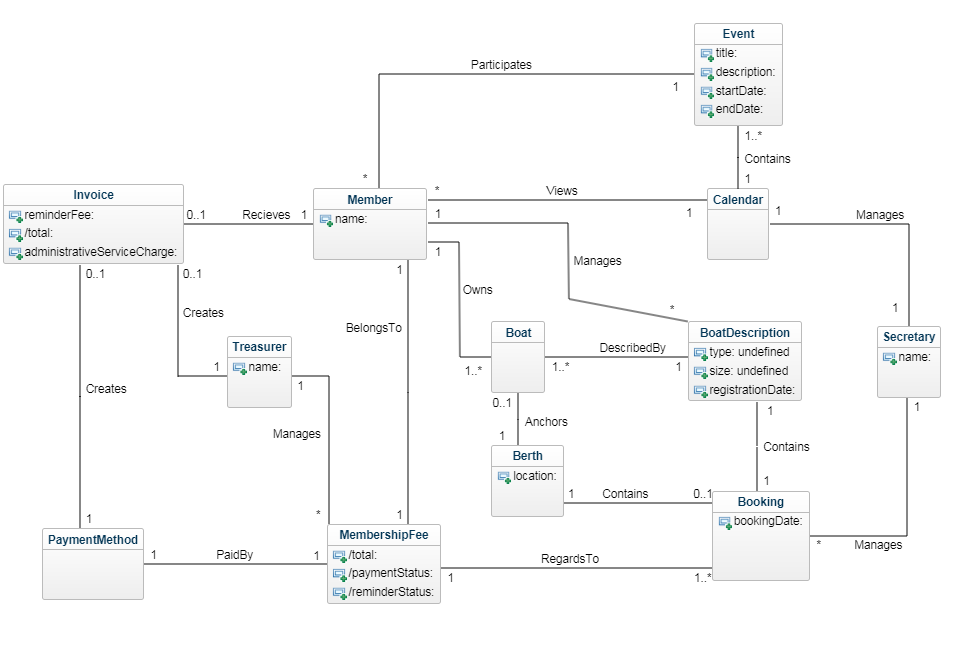 Event
title:
description:
startDate:
endDate:
Participates
1
*
1..*
Contains
1
Invoice
reminderFee:
/total:
administrativeServiceCharge:
0..1
Recieves
1
Member
name:
*
Views
1
Calendar
1
Manages
1
Secretary
name:
1
1
Manages
*
1
Owns
1..*
1
BelongsTo
1
0..1
Creates
1
0..1
Creates
1
Treasurer
name:
1
Manages
*
Boat
1..*
DescribedBy
1
BoatDescription
type: undefined
size: undefined
registrationDate:
0..1
Anchors
1
Berth
location:
1
Contains
0..1
1
Contains
1
Booking
bookingDate:
*
Manages
PaymentMethod
1
PaidBy
1
MembershipFee
/total:
/paymentStatus:
/reminderStatus:
1
RegardsTo
1..*